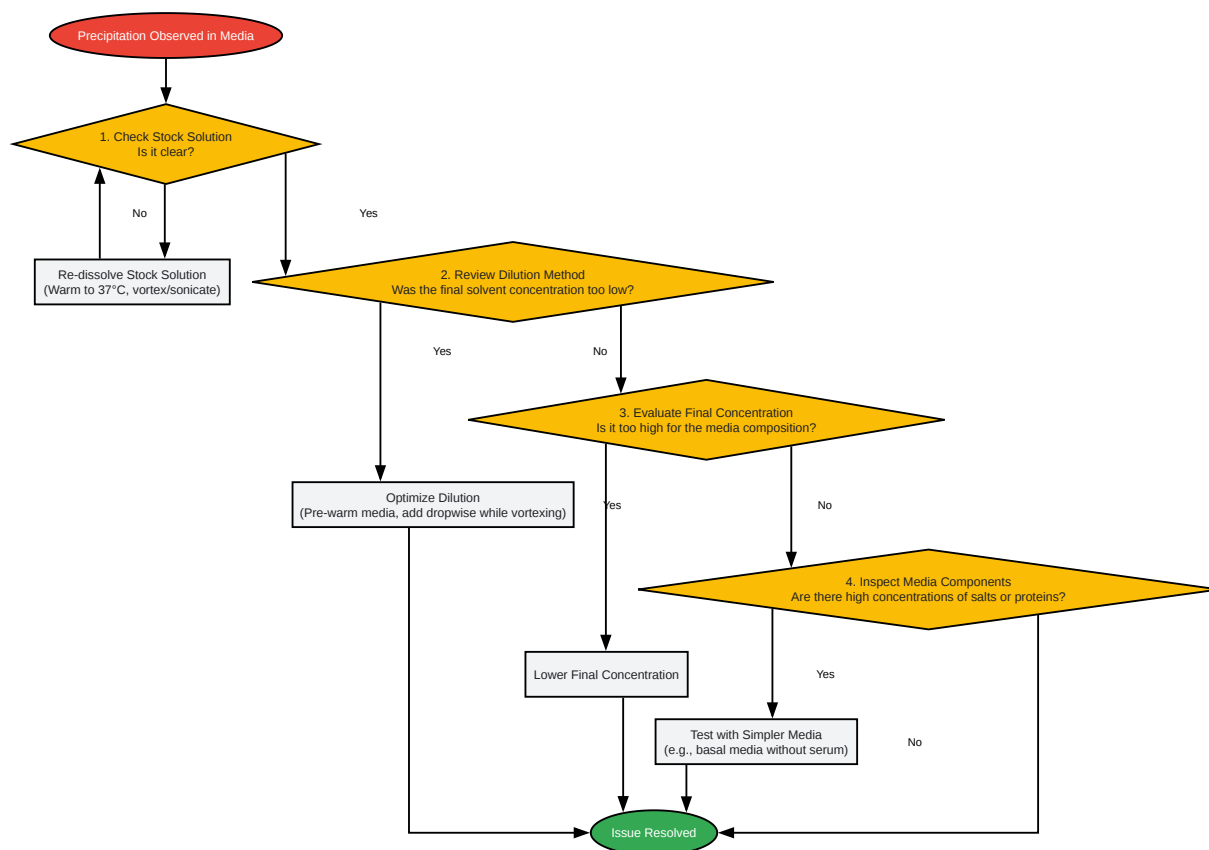 Precipitation Observed in Media
1. Check Stock Solution
Is it clear?
No
Yes
Re-dissolve Stock Solution
(Warm to 37°C, vortex/sonicate)
2. Review Dilution Method
Was the final solvent concentration too low?
Yes
No
3. Evaluate Final Concentration
Is it too high for the media composition?
Optimize Dilution
(Pre-warm media, add dropwise while vortexing)
Yes
No
4. Inspect Media Components
Are there high concentrations of salts or proteins?
Lower Final Concentration
Yes
Test with Simpler Media
(e.g., basal media without serum)
No
Issue Resolved